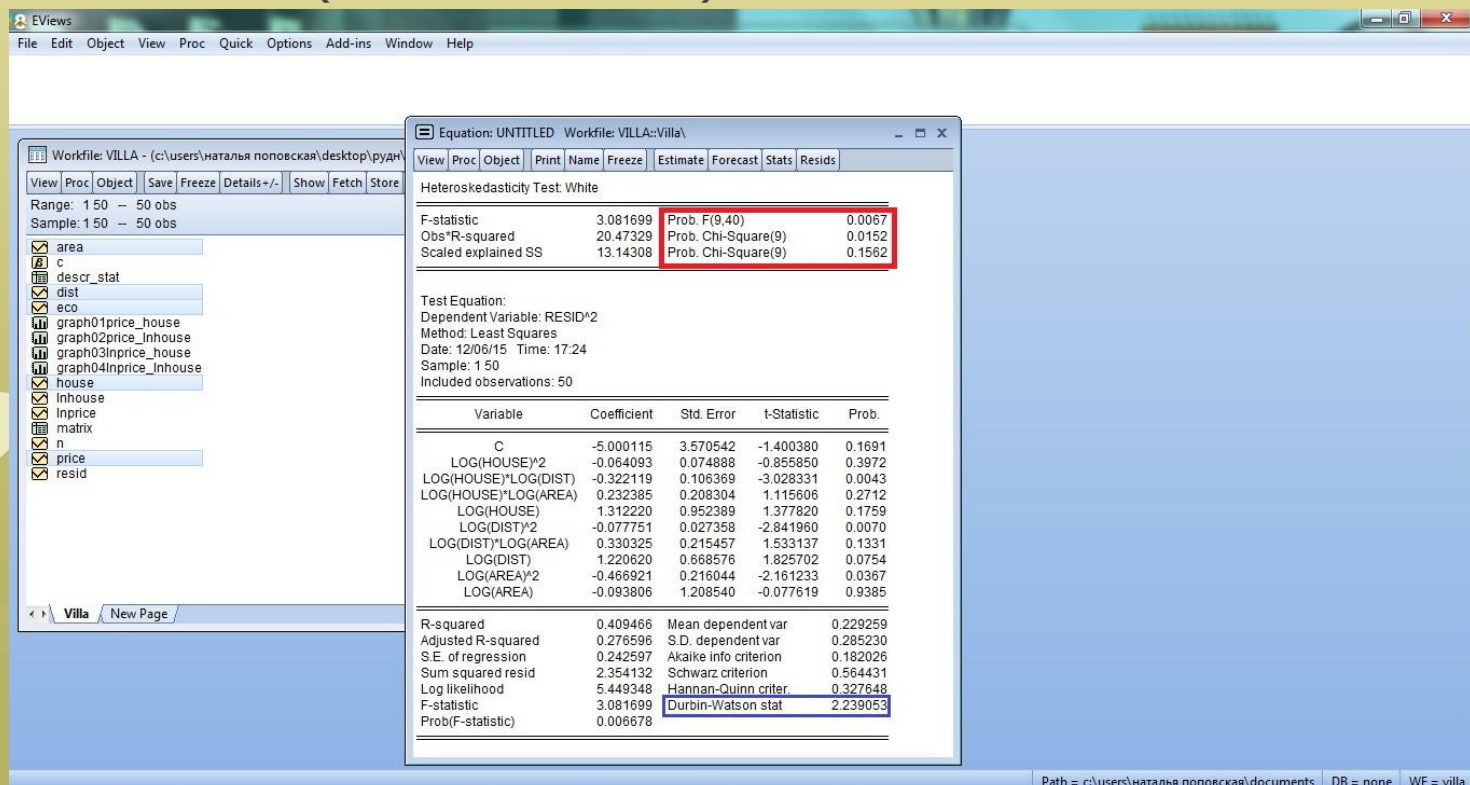 EViews
File Edit Object View Proc Quick Options Add-ins Window Help
Workfile: VILLA - (c:\users\наталья поповская\desktop\рудн\
View Proc Object Save Freeze Details+/- Show Fetch Store
Range: 1 50 -- 50 obs
Sample: 1 50 -- 50 obs
area
c
descr_stat
dist
eco
graph01price_house
graph02price_lnhouse
graph03lnprice_house
graph04lnprice_lnhouse
house
lnhouse
lnprice
matrix
n
price
resid
Villa New Page
Equation: UNTITLED Workfile: VILLA::Villa\
View Proc Object Print Name Freeze Estimate Forecast Stats Resids
Heteroskedasticity Test: White
F-statistic 3.081699 Prob. F(9,40) 0.0067
Obs*R-squared 20.47329 Prob. Chi-Square(9) 0.0152
Scaled explained SS 13.14308 Prob. Chi-Square(9) 0.1562
Test Equation:
Dependent Variable: RESID^2
Method: Least Squares
Date: 12/06/15 Time: 17:24
Sample: 1 50
Included observations: 50
Variable Coefficient Std. Error t-Statistic Prob.
C -5.000115 3.570542 -1.400380 0.1691
LOG(HOUSE)^2 -0.064093 0.074888 -0.855850 0.3972
LOG(HOUSE)*LOG(DIST) -0.322119 0.106369 -3.028331 0.0043
LOG(HOUSE)*LOG(AREA) 0.232385 0.208304 1.115606 0.2712
LOG(HOUSE) 1.312220 0.952389 1.377820 0.1759
LOG(DIST)^2 -0.077751 0.027358 -2.841960 0.0070
LOG(DIST)*LOG(AREA) 0.330325 0.215457 1.533137 0.1331
LOG(DIST) 1.220620 0.668576 1.825702 0.0754
LOG(AREA)^2 -0.466921 0.216044 -2.161233 0.0367
LOG(AREA) -0.093806 1.208540 -0.077619 0.9385
R-squared 0.409466 Mean dependent var 0.229259
Adjusted R-squared 0.276596 S.D. dependent var 0.285230
S.E. of regression 0.242597 Akaike info criterion 0.182026
Sum squared resid 2.354132 Schwarz criterion 0.564431
Log likelihood 5.449348 Hannan-Quinn criter. 0.327648
F-statistic 3.081699 Durbin-Watson stat 2.239053
Prob(F-statistic) 0.006678
Path = c:\users\наталья поповская\documents DB = none WF = villa